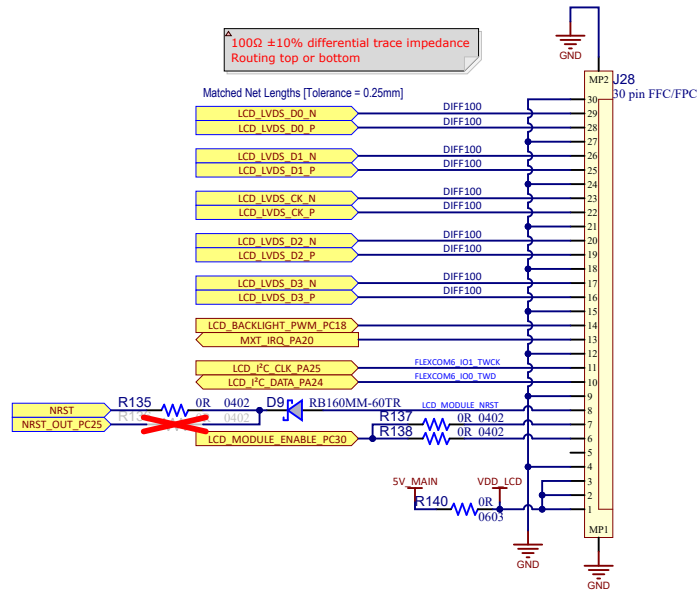 100Ω ±10% differential trace impedance
Routing top or bottom
GND
Matched Net Lengths [Tolerance = 0.25mm]
MP2
J28
30 pin FFC/FPC
30
LCD_LVDS_D0_N
DIFF100
29
LCD_LVDS_D0_P
28
27
LCD_LVDS_D1_N
DIFF100
26
LCD_LVDS_D1_P
DIFF100
25
24
LCD_LVDS_CK_N
DIFF100
23
LCD_LVDS_CK_P
DIFF100
22
21
LCD_LVDS_D2_N
DIFF100
20
LCD_LVDS_D2_P
DIFF100
19
18
LCD_LVDS_D3_N
DIFF100
17
LCD_LVDS_D3_P
DIFF100
16
15
LCD_BACKLIGHT_PWM_PC18
14
MXT_IRQ_PA20
13
12
LCD_I²C_CLK_PA25
FLEXCOM6_IO1_TWCK
11
LCD_I²C_DATA_PA24
FLEXCOM6_IO0_TWD
10
9
NRST
R135
0R 0402
D9
RB160MM-60TR
LCD_MODULE_NRST
8
NRST_OUT_PC25
0R 0402
R137
0R 0402
7
LCD_MODULE_ENABLE_PC30
R138
0R 0402
6
5
4
5V_MAIN
VDD_LCD
3
2
R140
0R
0603
1
MP1
GND
GND